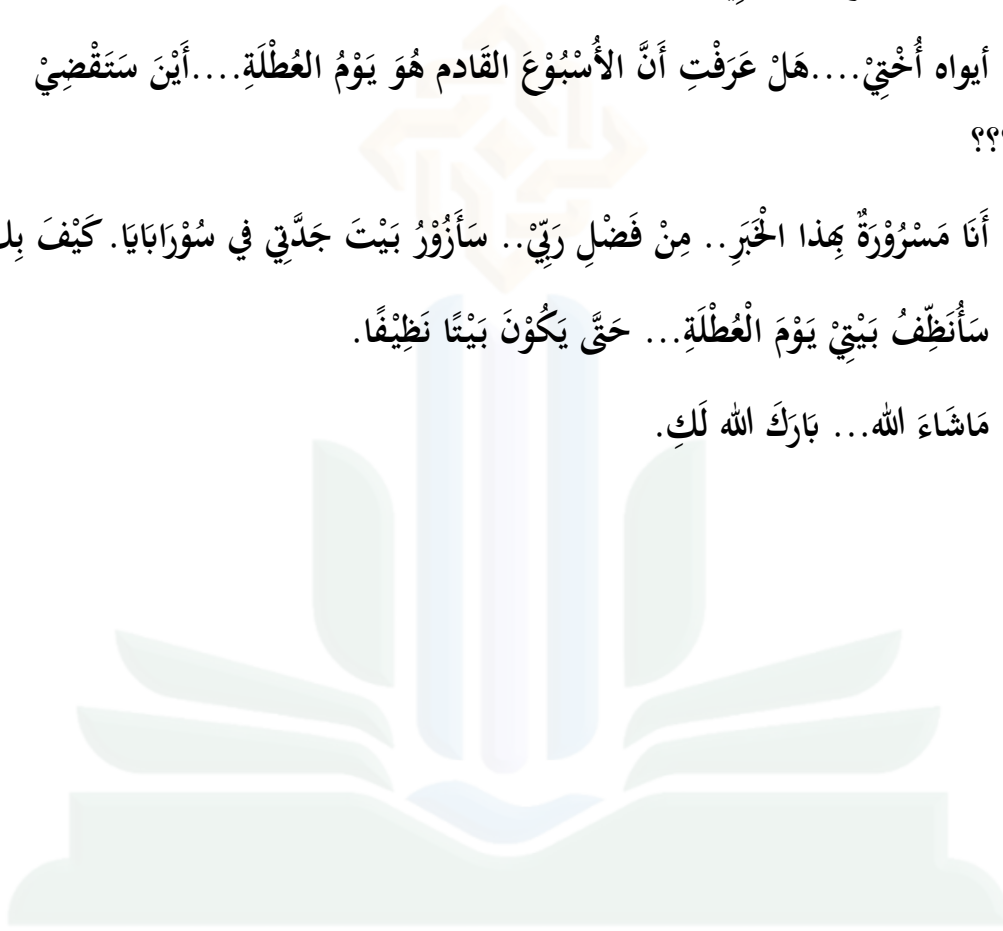 أيواه أُخْتِيْ....هَلْ عَرَفْتِ أَنَّ الأُسْبُوْعَ القَادم هُوَ يَوْمُ العُطْلَةِ....أَيْنَ سَتَقْضِيْ
؟؟؟
أَنَا مَسْرُوْرَةٌ بِهذا الْخَبَرِ.. مِنْ فَضْلِ رَبِّيْ.. سَأَزُوْرُ بَيْتَ جَدَّتِي في سُوْرَابَايَا. كَيْفَ
سَأُنَظِّفُ بَيْتِيْ يَوْمَ الْعُطْلَةِ... حَتَّى يَكُوْنَ بَيْتًا نَظِيْفًا.
مَاشَاءَ الله... بَارَكَ الله لَكِ.